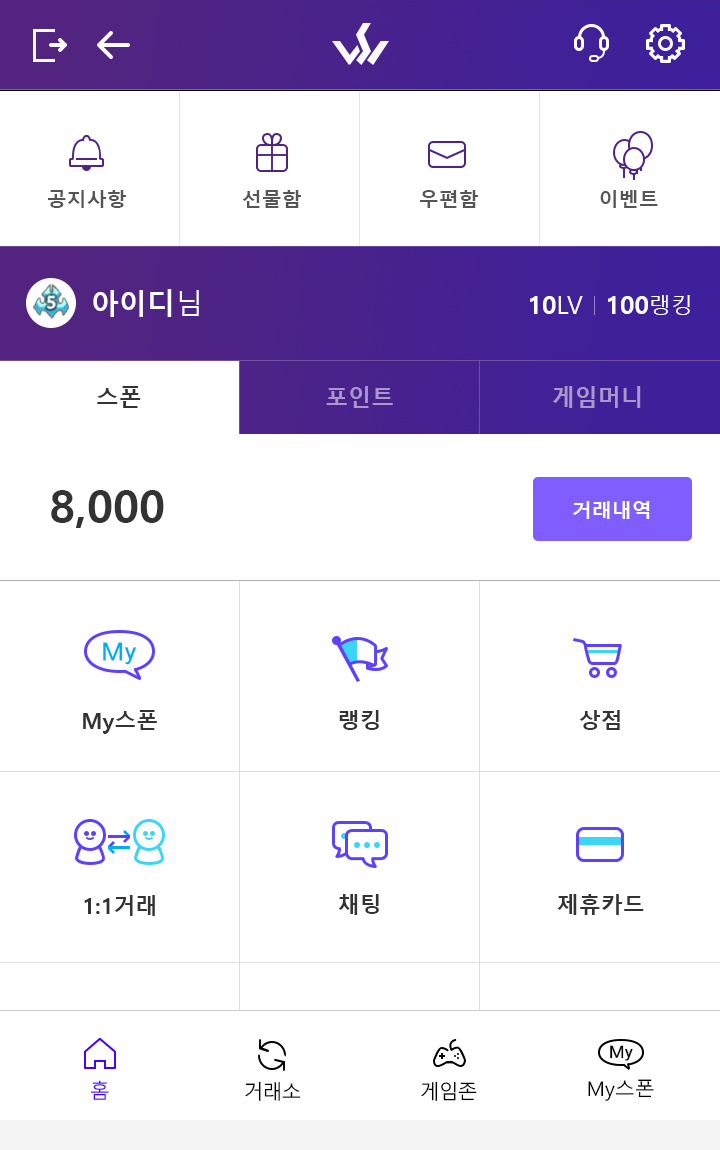 공지사항 선물함 우편함 이벤트
5 아이디님 10LV 100랭킹
스폰 포인트 게임머니
8,000 거래내역
My
My스폰 랭킹 상점
1:1거래 채팅 제휴카드
My
홈 거래소 게임존 My스폰